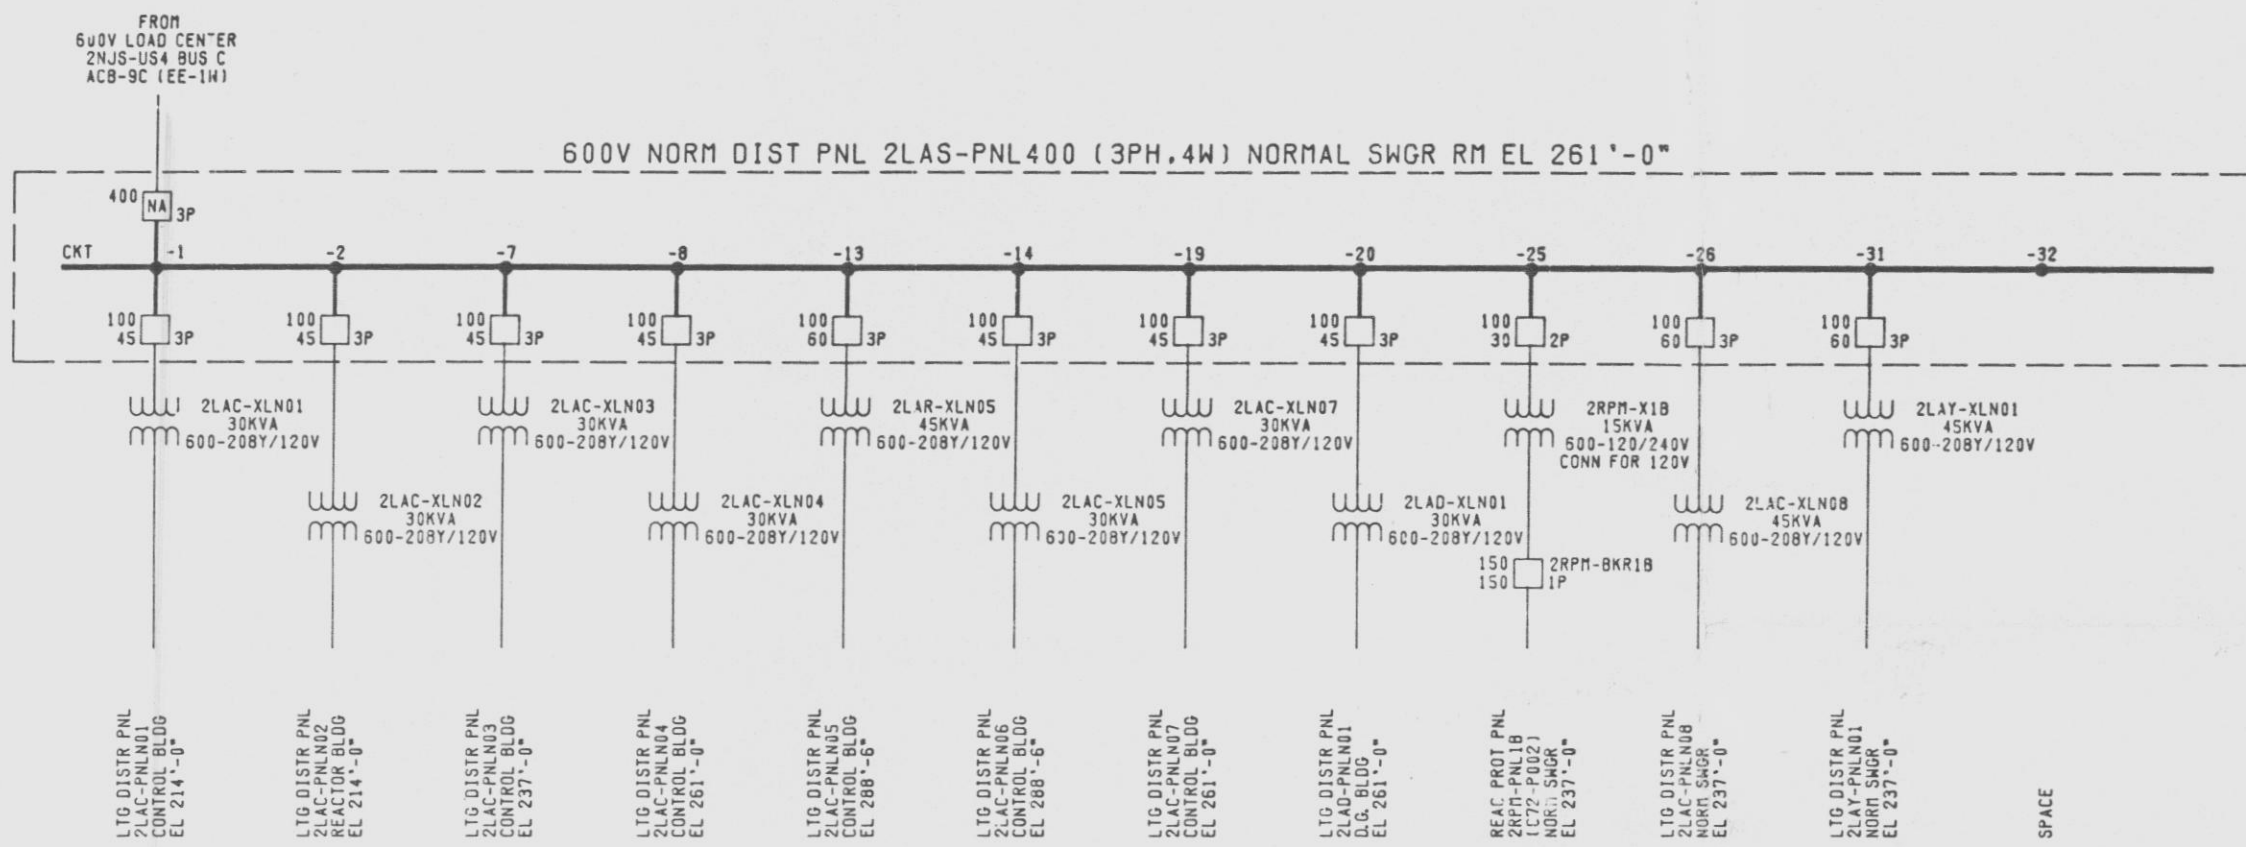 FROM
600V LOAD CENTER
2NJS-US4 BUS C
ACB-9C (EE-1W)
600V NORM DIST PNL 2LAS-PNL400 (3PH,4W) NORMAL SWGR RM EL 261'-0"
400 NA 3P
CKT -1 -2 -7 -8 -13 -14 -19 -20 -25 -26 -31 -32
100 100 100 100 100 100 100 100 100 100 100
45 3P 45 3P 45 3P 45 3P 60 3P 45 3P 45 3P 45 3P 30 2P 60 3P 60 3P
2LAC-XLN01
30KVA
600-208Y/120V
2LAC-XLN03
30KVA
600-208Y/120V
2LAR-XLN05
45KVA
600-208Y/120V
2LAC-XLN07
30KVA
600-208Y/120V
2RPM-X1B
15KVA
600-120/240V
CONN FOR 120V
2LAY-XLN01
45KVA
600-208Y/120V
2LAC-XLN02
30KVA
600-208Y/120V
2LAC-XLN04
30KVA
600-208Y/120V
2LAC-XLN05
30KVA
600-208Y/120V
2LAD-XLN01
30KVA
600-208Y/120V
2LAC-XLN08
45KVA
600-208Y/120V
150 2RPM-BKR1B
150 1P
LTG DISTR PNL
2LAC-PNLN01
CONTROL BLDG
EL 214'-0"
LTG DISTR PNL
2LAC-PNLN02
REACTOR BLDG
EL 214'-0"
LTG DISTR PNL
2LAC-PNLN03
CONTROL BLDG
EL 237'-0"
LTG DISTR PNL
2LAC-PNLN04
CONTROL BLDG
EL 261'-0"
LTG DISTR PNL
2LAC-PNLN05
CONTROL BLDG
EL 288'-6"
LTG DISTR PNL
2LAC-PNLN06
CONTROL BLDG
EL 288'-6"
LTG DISTR PNL
2LAC-PNLN07
CONTROL BLDG
EL 261'-0"
LTG DISTR PNL
2LAD-PNLN01
D.G. BLDG
EL 261'-0"
REAC PROT PNL
2RPM-PNL1B
(C72-P002)
NORM SWGR
EL 237'-0"
LTG DISTR PNL
2LAC-PNLN08
NORM SWGR
EL 237'-0"
LTG DISTR PNL
2LAY-PNLN01
NORM SWGR
EL 237'-0"
SPACE